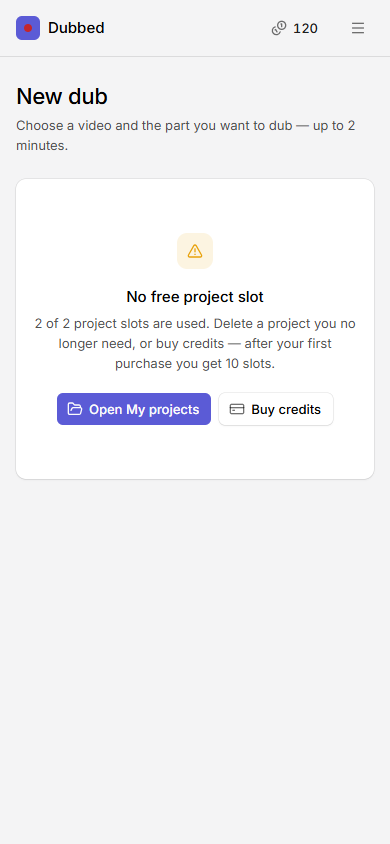 Dubbed
120
New dub
Choose a video and the part you want to dub — up to 2
minutes.
No free project slot
2 of 2 project slots are used. Delete a project you no
longer need, or buy credits — after your first
purchase you get 10 slots.
Open My projects
Buy credits